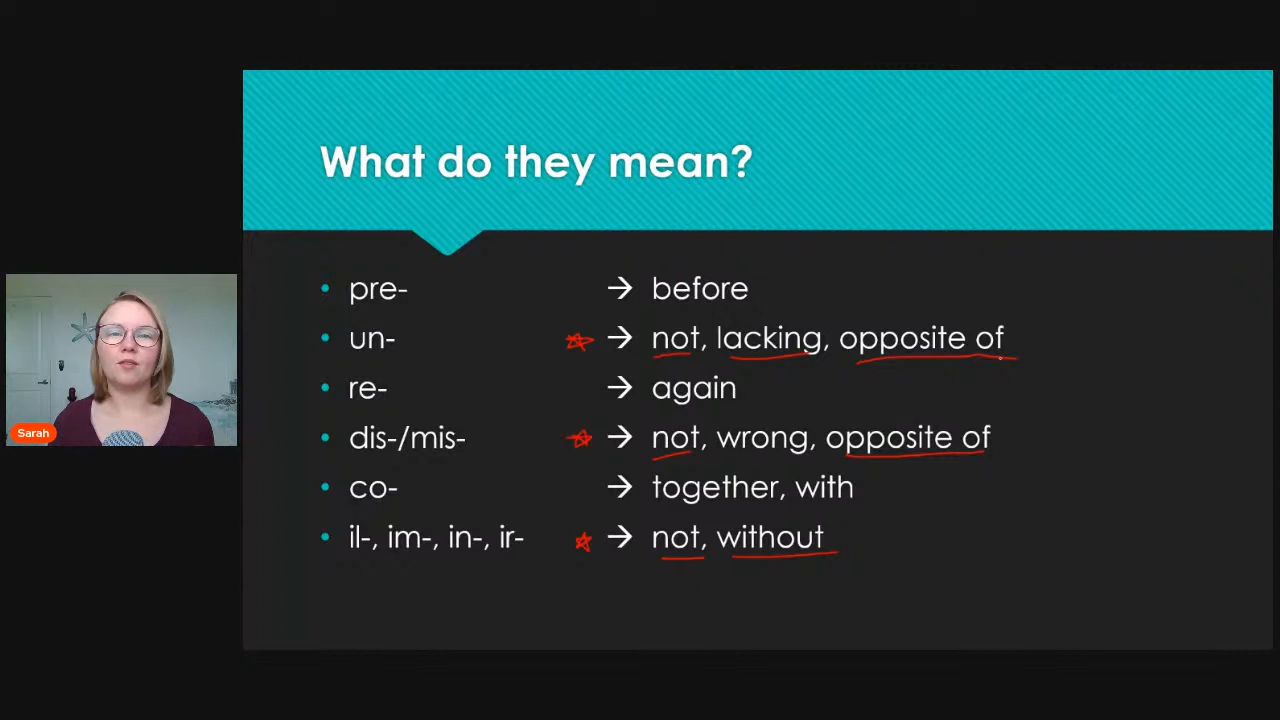 What do they mean?
• pre- → before
• un- → not, lacking, opposite of
• re- → again
• dis-/mis- → not, wrong, opposite of
• co- → together, with
• il-, im-, in-, ir- → not, without
Sarah